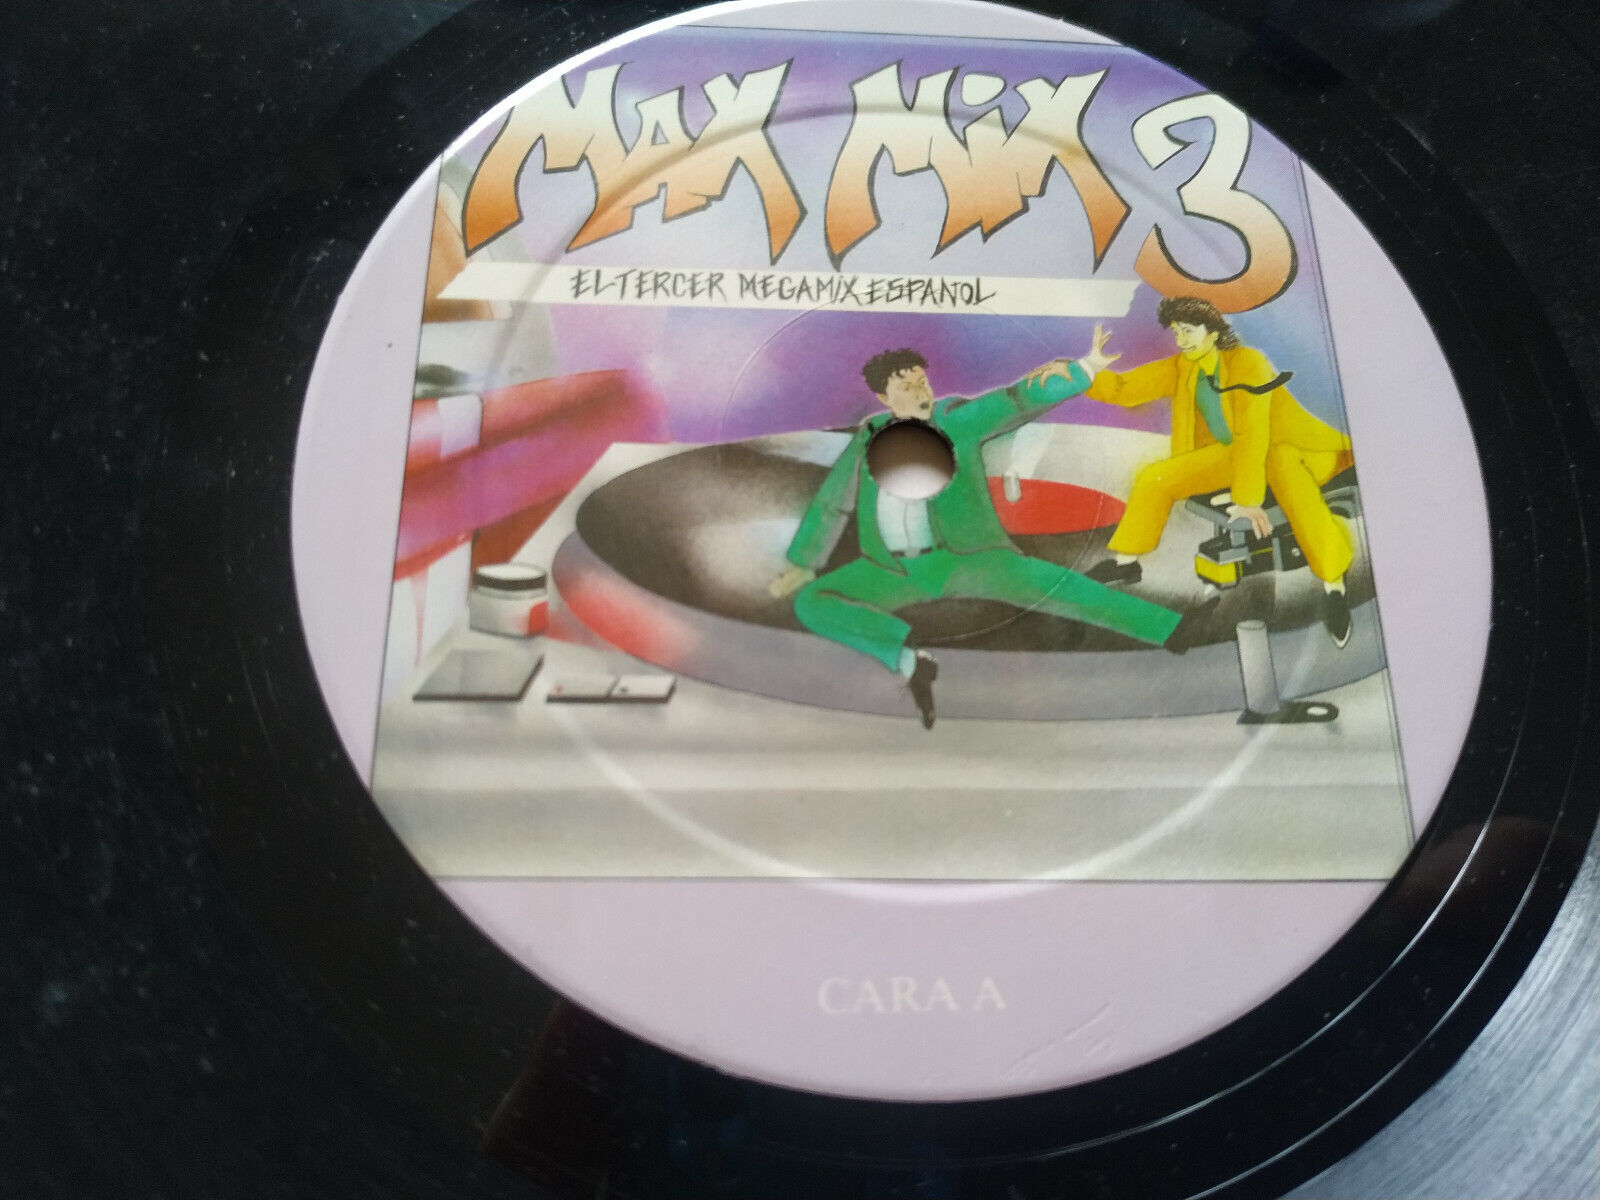 MAX MiX 3
EL TERCER MEGAMiX ESPAÑOL
CARA A